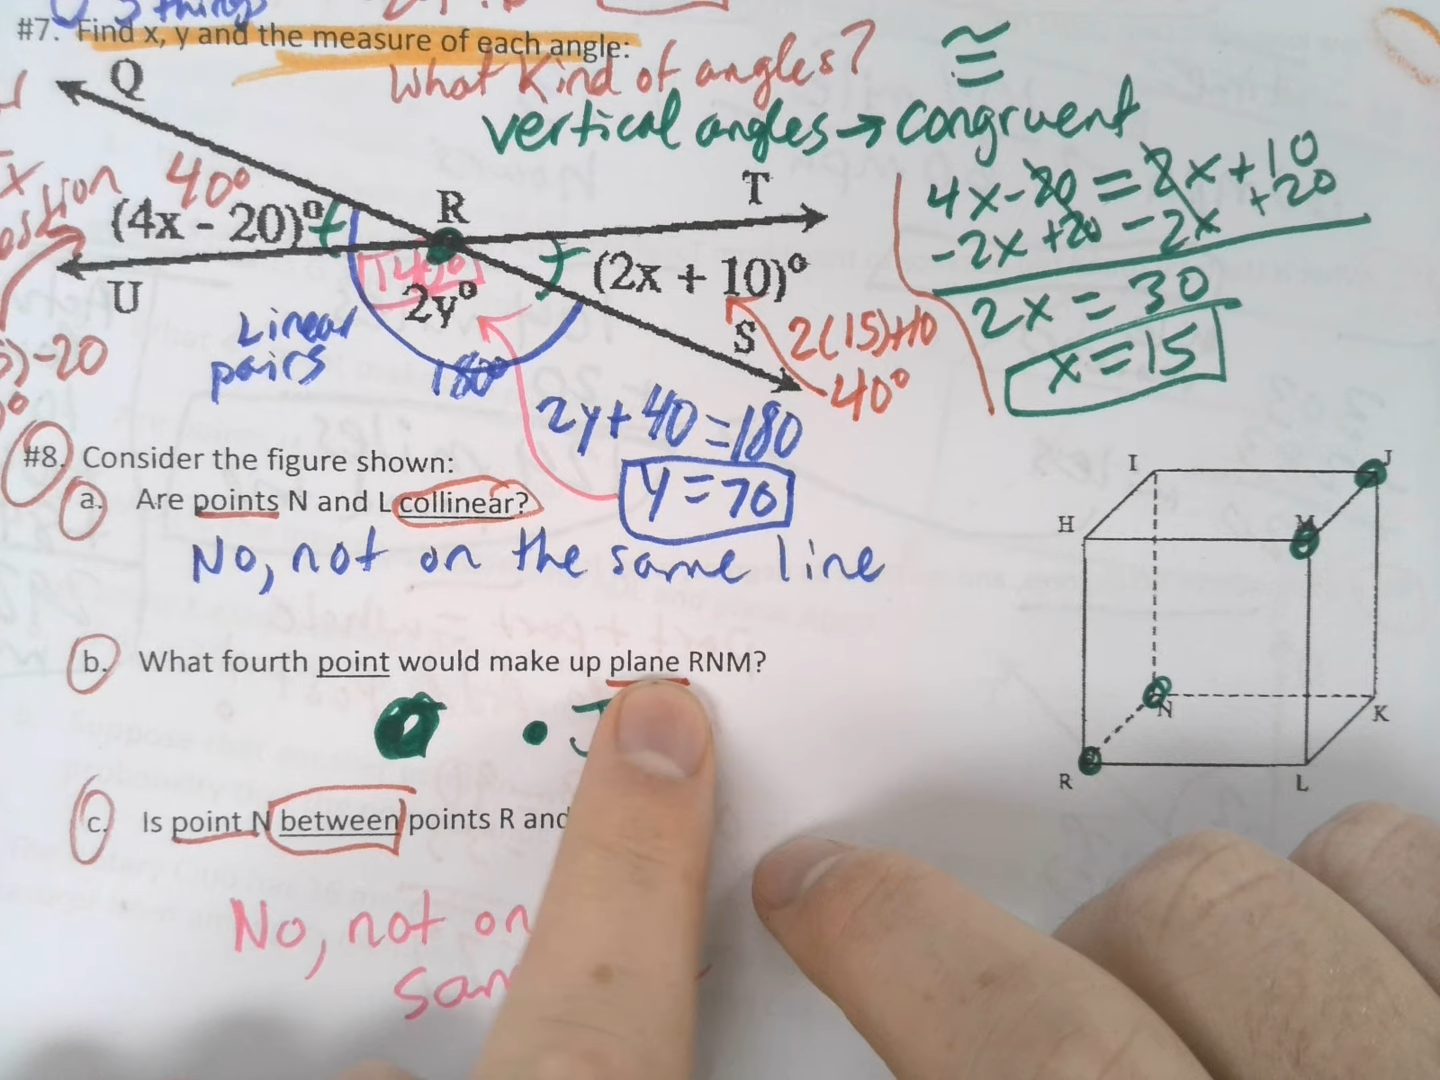 3 things
#7. Find x, y and the measure of each angle:
What Kind of angles?
≅
vertical angles → congruent
Q
40°
(4x - 20)°
R
T
U
140°
2y°
(2x + 10)°
S
4x-20 = 2x+10
-2x +20 -2x +20
2x = 30
x = 15
2(15)+10
40°
-20
Linear
pairs
180°
2y + 40 = 180
y = 70
#8. Consider the figure shown:
a. Are points N and L collinear?
No, not on the same line
b. What fourth point would make up plane RNM?
• J
c. Is point N between points R and
No, not on
I
J
H
M
N
K
R
L